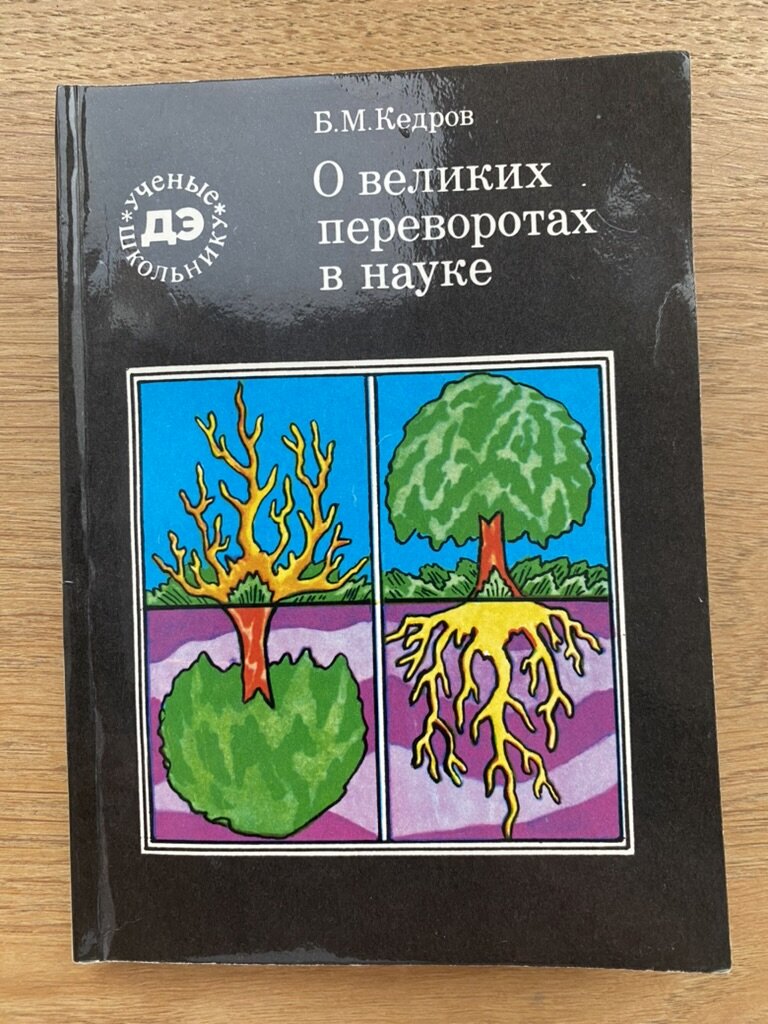 Б.М.Кедров
О великих
переворотах
в науке
*ученые*
ДЭ
школьнику